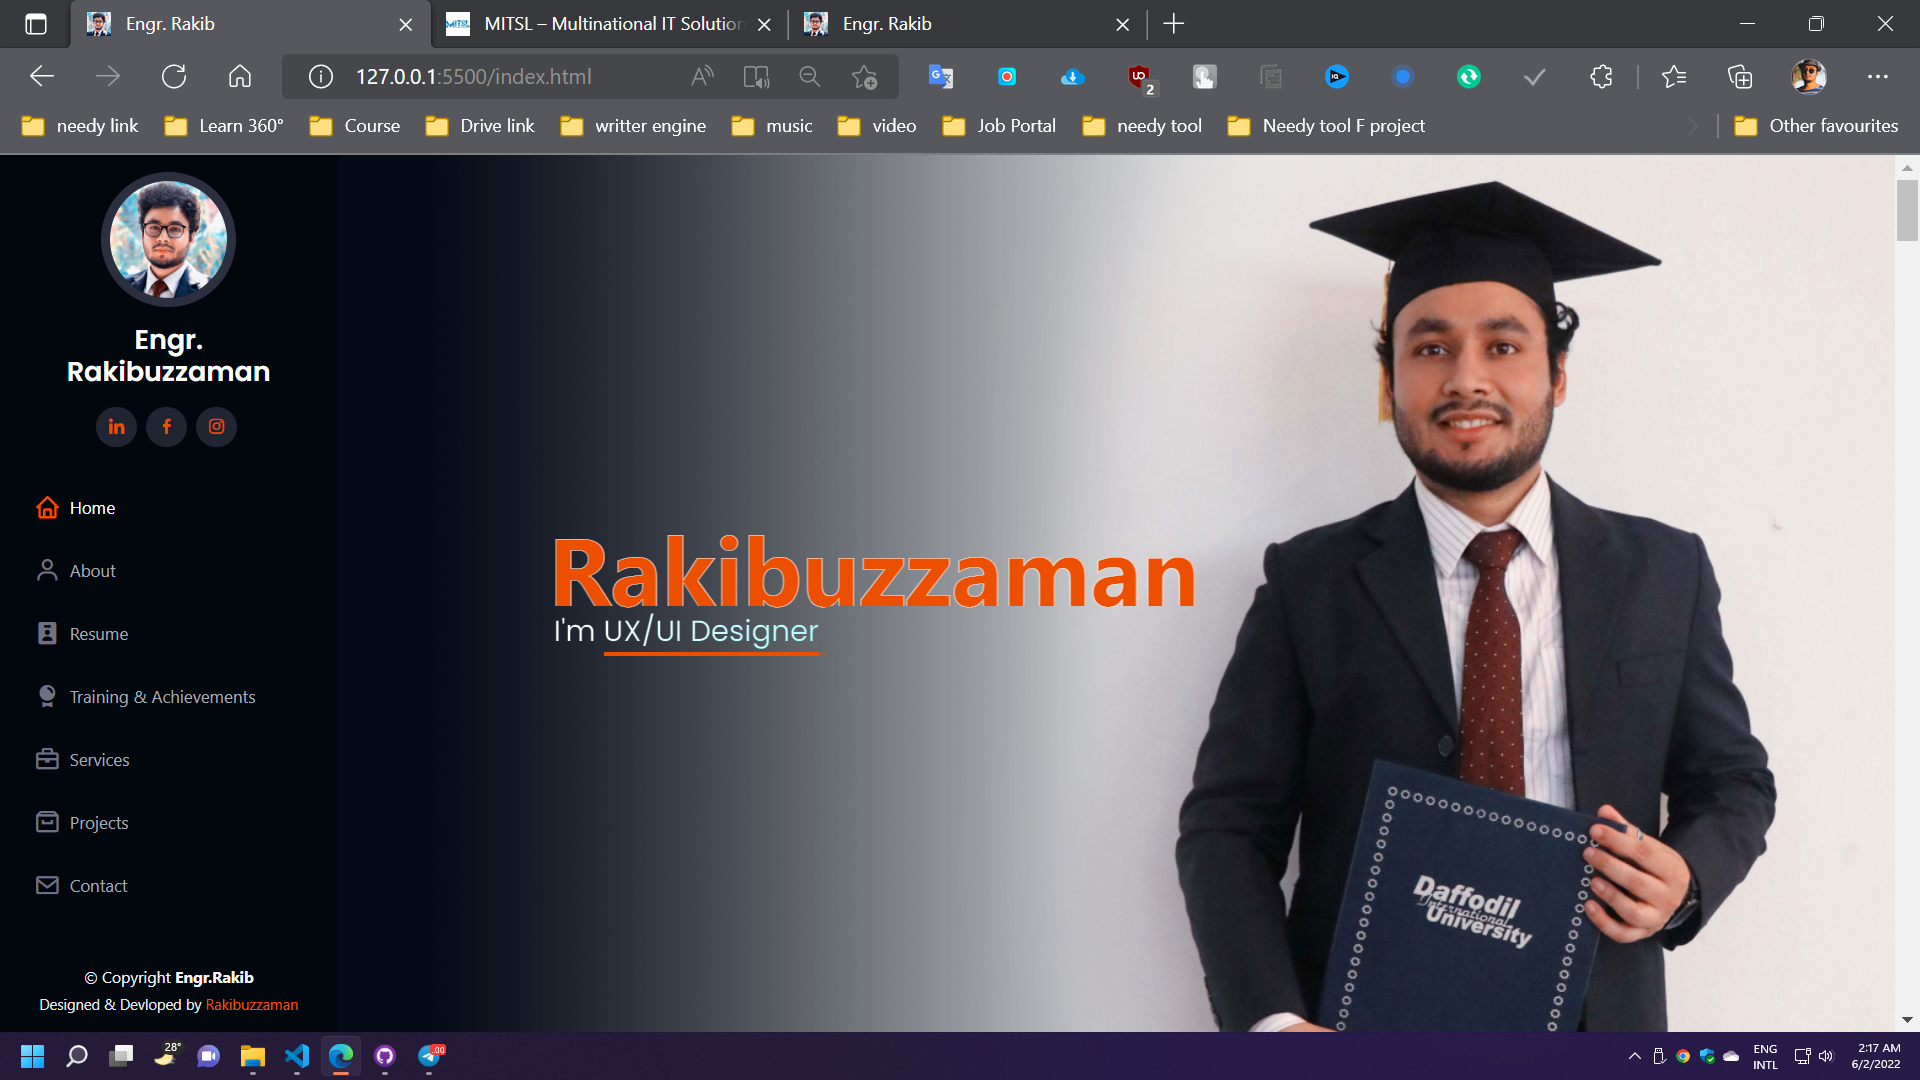 Engr. Rakib
MITSL – Multinational IT Solution
Engr. Rakib
127.0.0.1:5500/index.html
2
needy link
Learn 360°
Course
Drive link
writter engine
music
video
Job Portal
needy tool
Needy tool F project
Other favourites
Engr.
Rakibuzzaman
Home
About
Resume
Training & Achievements
Services
Projects
Contact
© Copyright Engr.Rakib
Designed & Devloped by Rakibuzzaman
Rakibuzzaman
I'm UX/UI Designer
Daffodil
International
University
28°
ENG
INTL
2:17 AM
6/2/2022